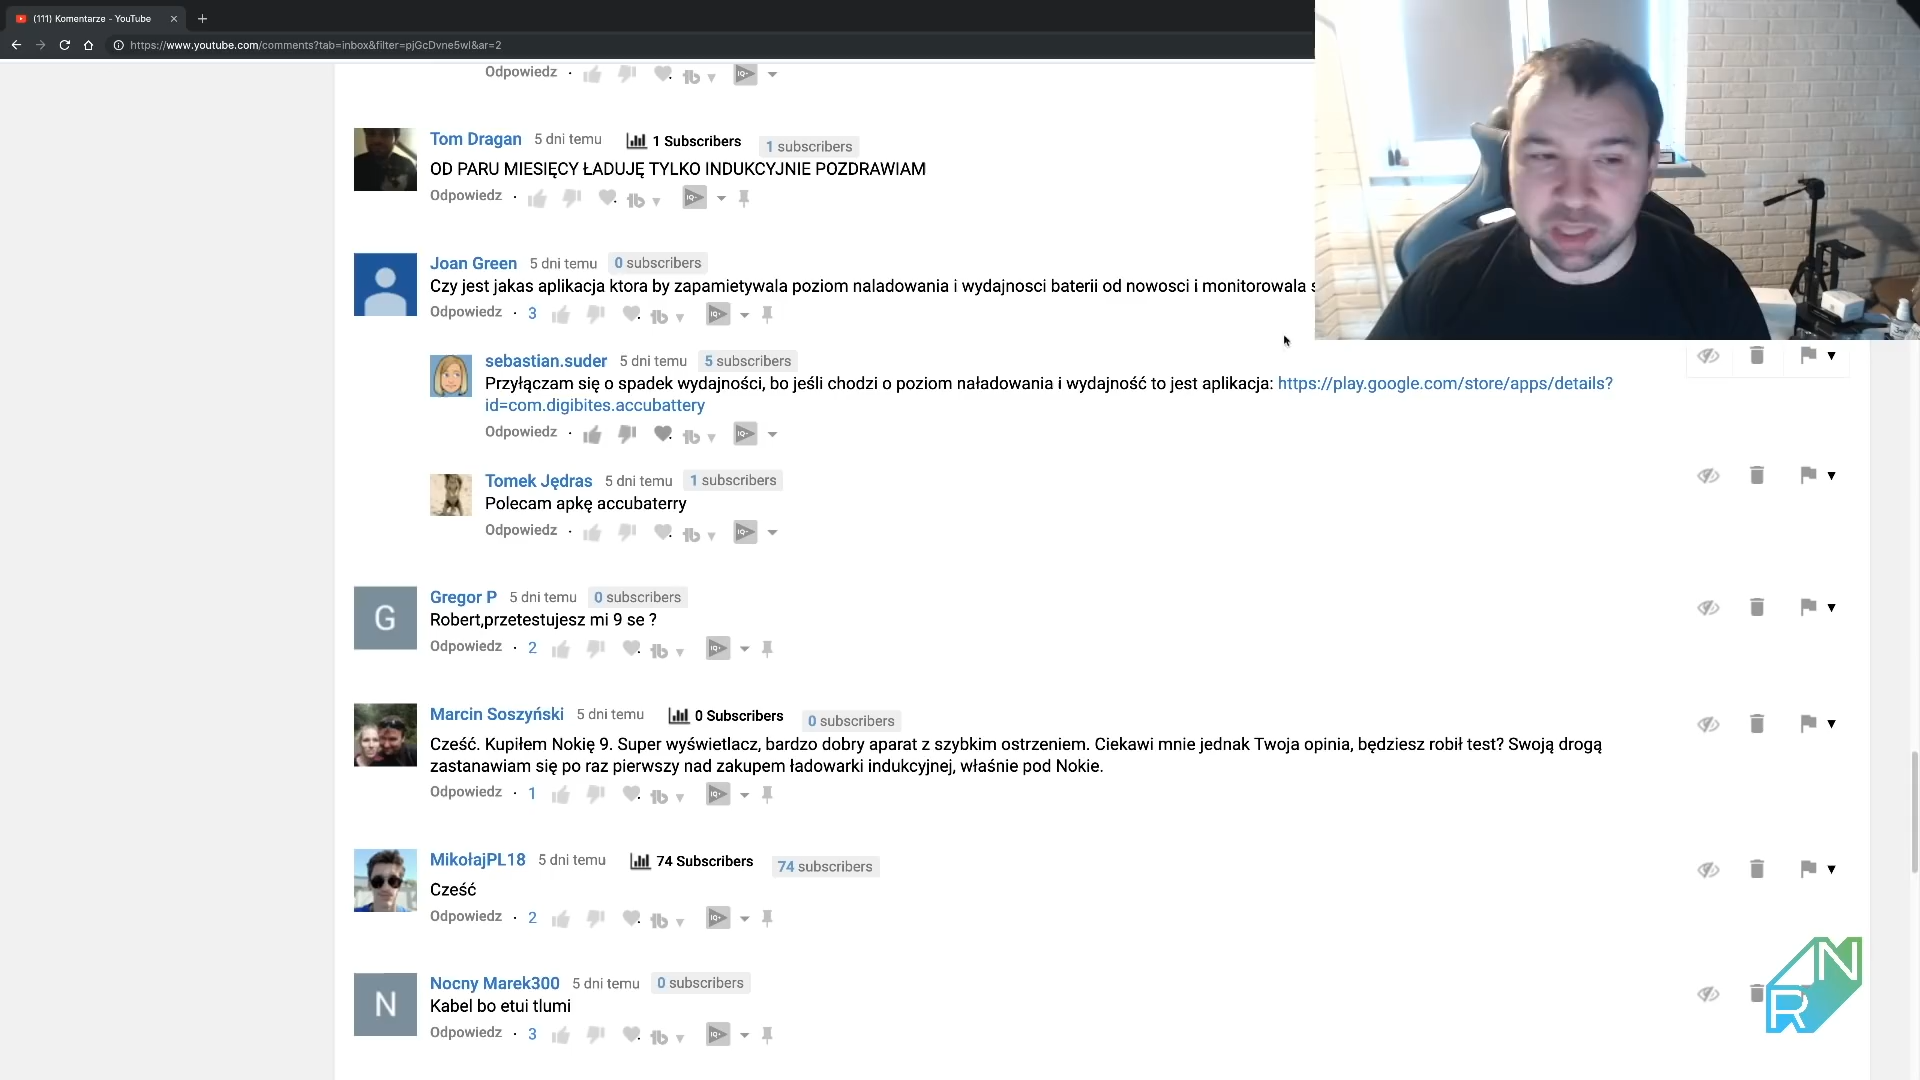 (111) Komentarze - YouTube
https://www.youtube.com/comments?tab=inbox&filter=pjGcDvne5wI&ar=2
Odpowiedz
Tom Dragan 5 dni temu 1 Subscribers 1 subscribers
OD PARU MIESIĘCY ŁADUJĘ TYLKO INDUKCYJNIE POZDRAWIAM
Odpowiedz
Joan Green 5 dni temu 0 subscribers
Czy jest jakas aplikacja ktora by zapamietywala poziom naladowania i wydajnosci baterii od nowosci i monitorowala
Odpowiedz · 3
sebastian.suder 5 dni temu 5 subscribers
Przyłączam się o spadek wydajności, bo jeśli chodzi o poziom naładowania i wydajność to jest aplikacja: https://play.google.com/store/apps/details?
id=com.digibites.accubattery
Odpowiedz
Tomek Jędras 5 dni temu 1 subscribers
Polecam apkę accubaterry
Odpowiedz
G
Gregor P 5 dni temu 0 subscribers
Robert,przetestujesz mi 9 se ?
Odpowiedz · 2
Marcin Soszyński 5 dni temu 0 Subscribers 0 subscribers
Cześć. Kupiłem Nokię 9. Super wyświetlacz, bardzo dobry aparat z szybkim ostrzeniem. Ciekawi mnie jednak Twoja opinia, będziesz robił test? Swoją drogą
zastanawiam się po raz pierwszy nad zakupem ładowarki indukcyjnej, właśnie pod Nokie.
Odpowiedz · 1
MikołajPL18 5 dni temu 74 Subscribers 74 subscribers
Cześć
Odpowiedz · 2
N
Nocny Marek300 5 dni temu 0 subscribers
Kabel bo etui tlumi
Odpowiedz · 3
RN